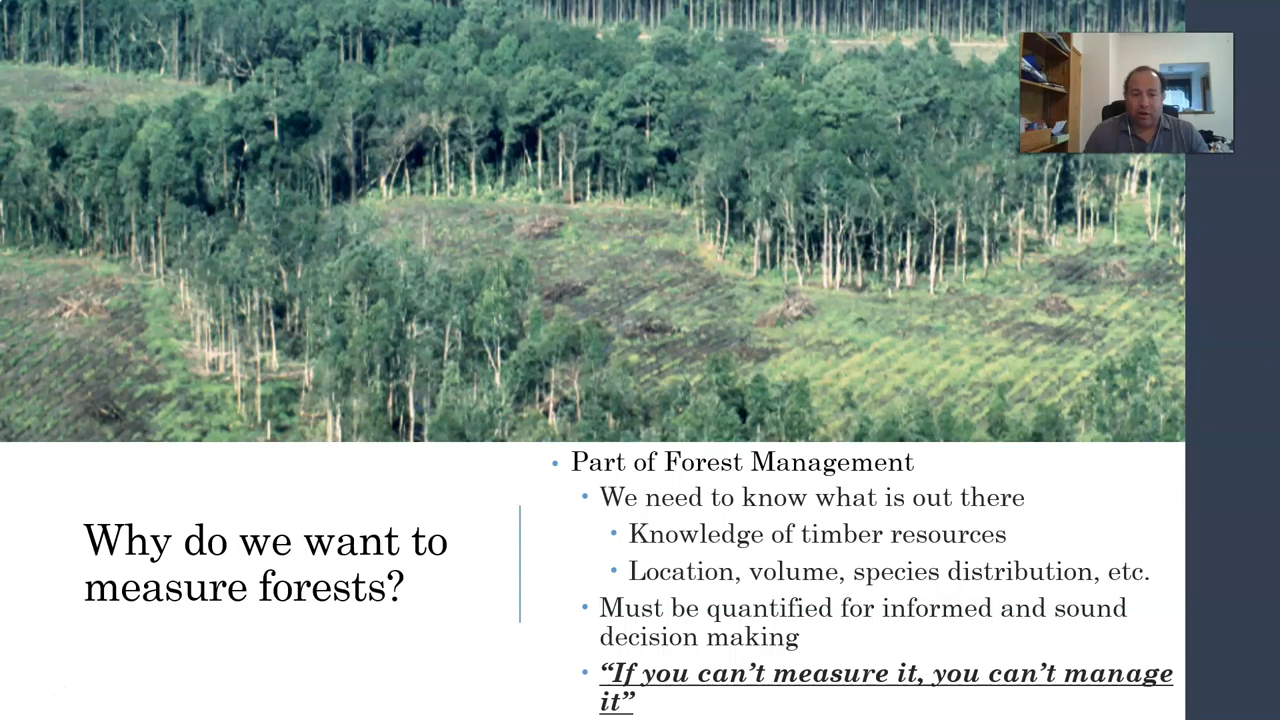 Why do we want to
measure forests?
• Part of Forest Management
• We need to know what is out there
• Knowledge of timber resources
• Location, volume, species distribution, etc.
• Must be quantified for informed and sound
decision making
• “If you can’t measure it, you can’t manage
it”